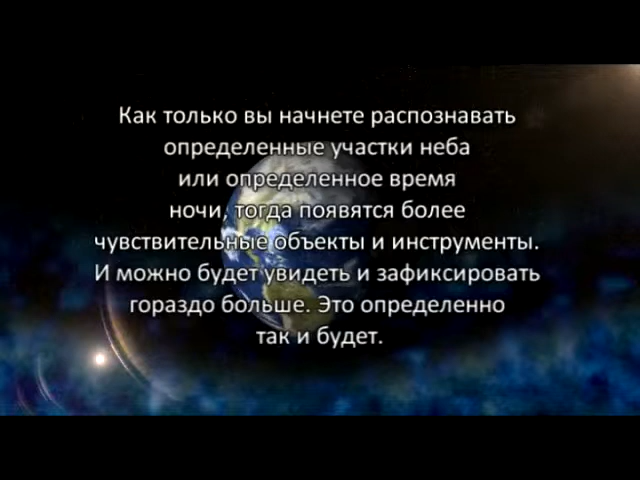 Как только вы начнете распознавать
определенные участки неба
или определенное время
ночи, тогда появятся более
чувствительные объекты и инструменты.
И можно будет увидеть и зафиксировать
гораздо больше. Это определенно
так и будет.